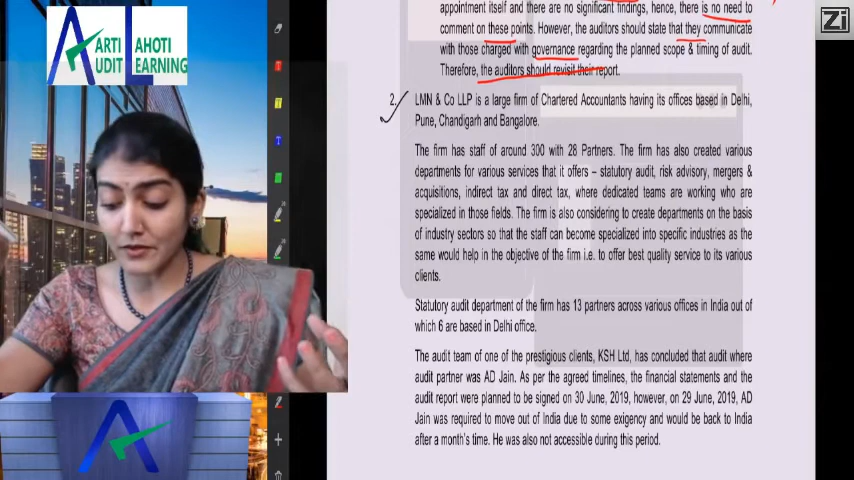 appointment itself and there are no significant findings, hence, there is no need to
comment on these points. However, the auditors should state that they communicate
with those charged with governance regarding the planned scope & timing of audit.
Therefore, the auditors should revisit their report.
ARTI LAHOTI
AUDIT LEARNING
Zi
2. LMN & Co LLP is a large firm of Chartered Accountants having its offices based in Delhi,
Pune, Chandigarh and Bangalore.
The firm has staff of around 300 with 28 Partners. The firm has also created various
departments for various services that it offers – statutory audit, risk advisory, mergers &
acquisitions, indirect tax and direct tax, where dedicated teams are working who are
specialized in those fields. The firm is also considering to create departments on the basis
of industry sectors so that the staff can become specialized into specific industries as the
same would help in the objective of the firm i.e. to offer best quality service to its various
clients.
Statutory audit department of the firm has 13 partners across various offices in India out of
which 6 are based in Delhi office.
The audit team of one of the prestigious clients, KSH Ltd, has concluded that audit where
audit partner was AD Jain. As per the agreed timelines, the financial statements and the
audit report were planned to be signed on 30 June, 2019, however, on 29 June, 2019, AD
Jain was required to move out of India due to some exigency and would be back to India
after a month's time. He was also not accessible during this period.